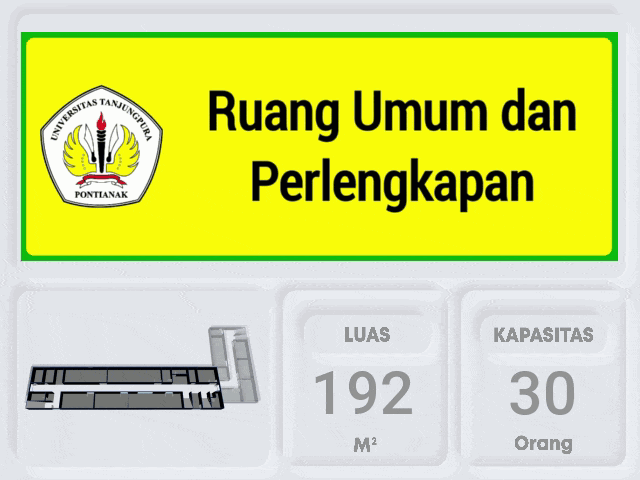 UNIVERSITAS TANJUNGPURA
PONTIANAK
Ruang Umum dan
Perlengkapan
LUAS
192
M²
KAPASITAS
30
Orang